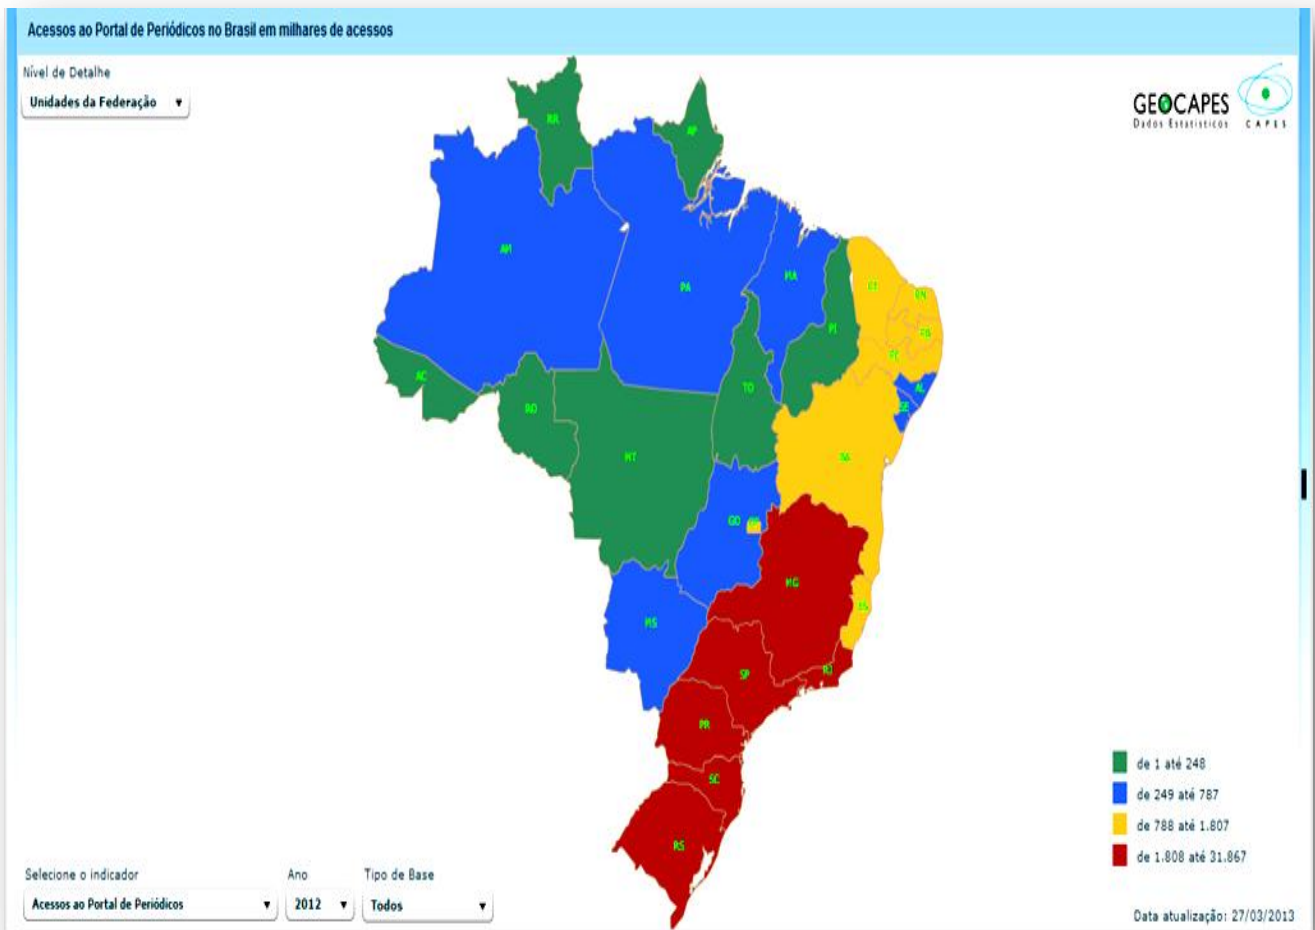 Acessos ao Portal de Periódicos no Brasil em milhares de acessos
Nível de Detalhe
Unidades da Federação
GEOCAPES
Dados Estatísticos
CAPES
RR
AP
AM
PA
MA
CE
RN
PI
PB
PE
AC
TO
AL
RO
SE
MT
BA
GO
DF
MG
ES
MS
RJ
SP
PR
SC
RS
de 1 até 248
de 249 até 787
de 788 até 1.807
de 1.808 até 31.867
Selecione o indicador
Ano
Tipo de Base
Acessos ao Portal de Periódicos
2012
Todos
Data atualização: 27/03/2013